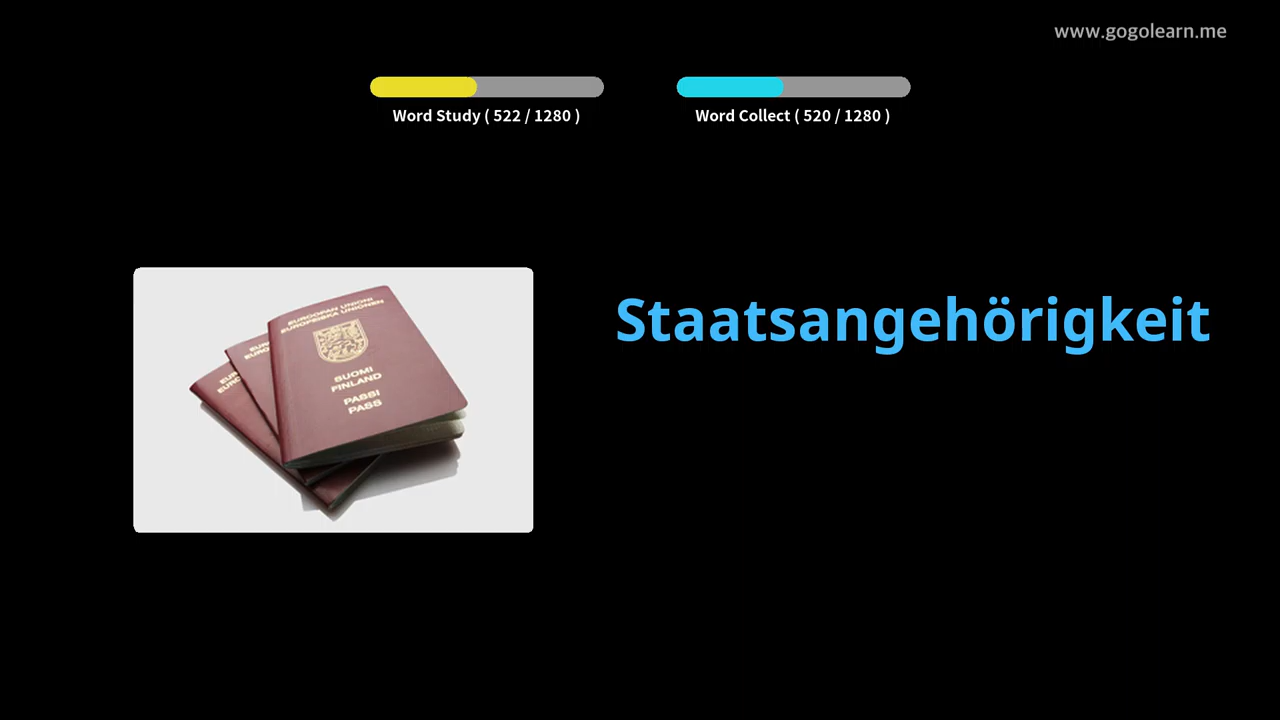 www.gogolearn.me
Word Study ( 522 / 1280 )
Word Collect ( 520 / 1280 )
Staatsangehörigkeit
EUROOPAN UNIONI
EUROPEISKA UNIONEN
SUOMI
FINLAND
PASSI
PASS